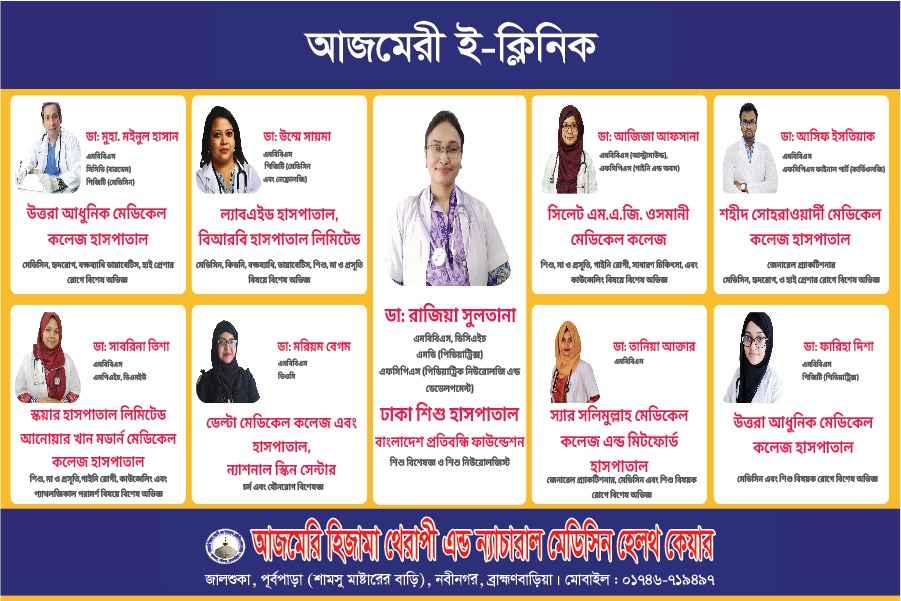 আজমেরী ই-ক্লিনিক
ডা: মুহা. মইনুল হাসান
এমবিবিএস
সিসিডি (বারডেম)
পিজিটি (মেডিসিন)
উত্তরা আধুনিক মেডিকেল
কলেজ হাসপাতাল
মেডিসিন, হৃদরোগ, বক্ষব্যাধি ডায়াবেটিস, হাই প্রেশার
রোগে বিশেষ অভিজ্ঞ
ডা: উম্মে সায়মা
এমবিবিএস
পিজিটি (মেডিসিন
এবং নেফ্রোলজি)
ল্যাবএইড হাসপাতাল,
বিআরবি হাসপাতাল লিমিটেড
মেডিসিন, কিডনি, বক্ষব্যাধি, ডায়াবেটিস, শিশু, মা ও প্রসূতি
বিষয়ে বিশেষ অভিজ্ঞ
ডা: রাজিয়া সুলতানা
এমবিবিএস, ডিসিএইচ
এমডি (পিডিয়াট্রিক্স)
এফসিপিএস (পিডিয়াট্রিক নিউরোলজি এন্ড
ডেভেলপমেন্ট)
ঢাকা শিশু হাসপাতাল
বাংলাদেশ প্রতিবন্ধি ফাউন্ডেশন
শিশু বিশেষজ্ঞ ও শিশু নিউরোলজিস্ট
ডা: আজিজা আফসানা
এমবিবিএস (আল্ট্রাসাউন্ড),
এফসিপিএস (গাইনি এন্ড অবস)
সিলেট এম.এ.জি. ওসমানী
মেডিকেল কলেজ
শিশু, মা ও প্রসূতি, গাইনি রোগী, সাধারণ চিকিৎসা, এবং
কাউন্সেলিং বিষয়ে বিশেষ অভিজ্ঞ
ডা: আসিফ ইসতিয়াক
এমবিবিএস
এফসিপিএস ফাইনাল পার্ট (কার্ডিওলজি)
শহীদ সোহরাওয়ার্দী মেডিকেল
কলেজ হাসপাতাল
জেনারেল প্র্যাকটিশনার
মেডিসিন, হৃদরোগ, ও হাই প্রেশার রোগে বিশেষ অভিজ্ঞ
ডা: সাবরিনা তিশা
এমবিবিএস
এমপিএইচ, ডিএমইউ
স্কয়ার হাসপাতাল লিমিটেড
আনোয়ার খান মডার্ন মেডিকেল
কলেজ হাসপাতাল
শিশু, মা ও প্রসূতি,গাইনি রোগী, কাউন্সেলিং এবং
প্যাথলজিকাল পরামর্শ বিষয়ে বিশেষ অভিজ্ঞ
ডা: মরিয়ম বেগম
এমবিবিএস
ডিওসি
ডেল্টা মেডিকেল কলেজ এবং
হাসপাতাল,
ন্যাশনাল স্কিন সেন্টার
চর্ম এবং যৌনরোগ বিশেষজ্ঞ
ডা: তানিয়া আক্তার
এমবিবিএস
স্যার সলিমুল্লাহ মেডিকেল
কলেজ এন্ড মিটফোর্ড
হাসপাতাল
জেনারেল প্র্যাকটিশনার, মেডিসিন এবং শিশু বিষয়ক
রোগে বিশেষ অভিজ্ঞ
ডা: ফারিহা দিশা
এমবিবিএস
পিজিটি (পিডিয়াট্রিক্স)
উত্তরা আধুনিক মেডিকেল
কলেজ হাসপাতাল
মেডিসিন এবং শিশু বিষয়ক রোগে বিশেষ অভিজ্ঞ
আজমেরি হিজামা থেরাপী এন্ড ন্যাচারাল মেডিসিন হেলথ কেয়ার
জালশুকা, পূর্বপাড়া (শামসু মাষ্টারের বাড়ি), নবীনগর, ব্রাহ্মণবাড়িয়া। মোবাইল : ০১৭৪৬-৭১৯৪৯৭